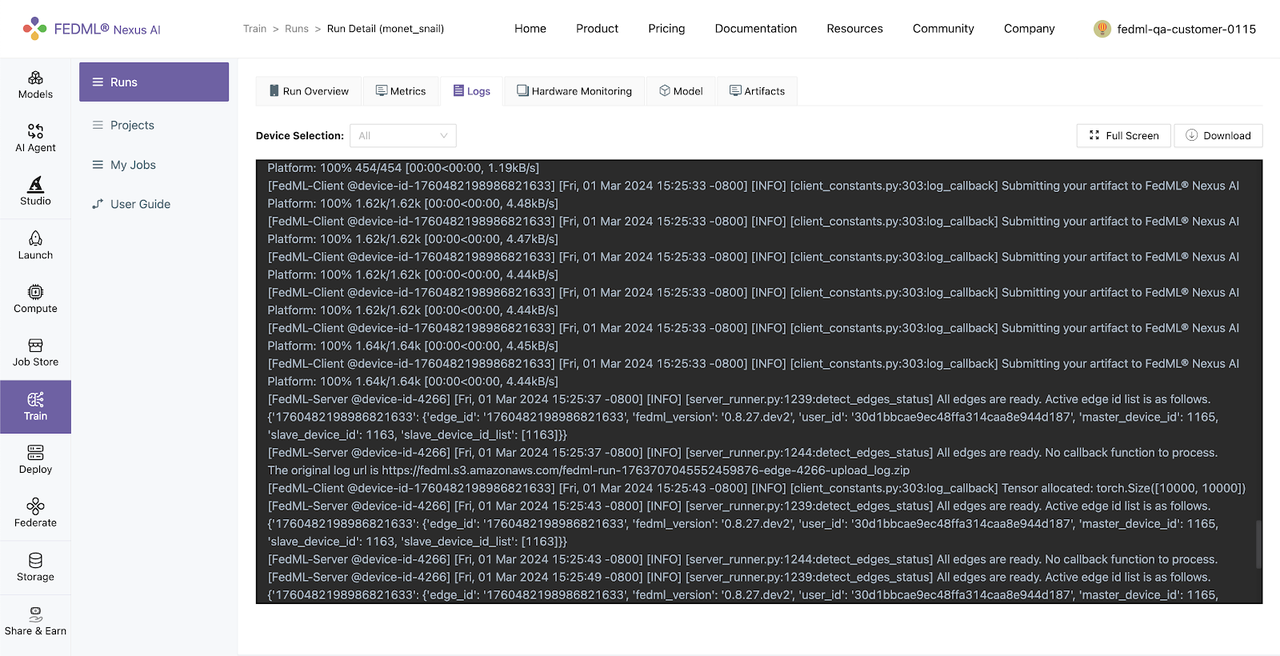 FEDML® Nexus AI
Train > Runs > Run Detail (monet_snail)
Home
Product
Pricing
Documentation
Resources
Community
Company
fedml-qa-customer-0115
Models
AI Agent
Studio
Launch
Compute
Job Store
Train
Deploy
Federate
Storage
Share & Earn
Runs
Projects
My Jobs
User Guide
Run Overview
Metrics
Logs
Hardware Monitoring
Model
Artifacts
Device Selection: All
Full Screen
Download
Platform: 100% 454/454 [00:00<00:00, 1.19kB/s]
[FedML-Client @device-id-1760482198986821633] [Fri, 01 Mar 2024 15:25:33 -0800] [INFO] [client_constants.py:303:log_callback] Submitting your artifact to FedML® Nexus AI
Platform: 100% 1.62k/1.62k [00:00<00:00, 4.48kB/s]
[FedML-Client @device-id-1760482198986821633] [Fri, 01 Mar 2024 15:25:33 -0800] [INFO] [client_constants.py:303:log_callback] Submitting your artifact to FedML® Nexus AI
Platform: 100% 1.62k/1.62k [00:00<00:00, 4.47kB/s]
[FedML-Client @device-id-1760482198986821633] [Fri, 01 Mar 2024 15:25:33 -0800] [INFO] [client_constants.py:303:log_callback] Submitting your artifact to FedML® Nexus AI
Platform: 100% 1.62k/1.62k [00:00<00:00, 4.44kB/s]
[FedML-Client @device-id-1760482198986821633] [Fri, 01 Mar 2024 15:25:33 -0800] [INFO] [client_constants.py:303:log_callback] Submitting your artifact to FedML® Nexus AI
Platform: 100% 1.62k/1.62k [00:00<00:00, 4.44kB/s]
[FedML-Client @device-id-1760482198986821633] [Fri, 01 Mar 2024 15:25:33 -0800] [INFO] [client_constants.py:303:log_callback] Submitting your artifact to FedML® Nexus AI
Platform: 100% 1.64k/1.64k [00:00<00:00, 4.45kB/s]
[FedML-Client @device-id-1760482198986821633] [Fri, 01 Mar 2024 15:25:33 -0800] [INFO] [client_constants.py:303:log_callback] Submitting your artifact to FedML® Nexus AI
Platform: 100% 1.64k/1.64k [00:00<00:00, 4.44kB/s]
[FedML-Server @device-id-4266] [Fri, 01 Mar 2024 15:25:37 -0800] [INFO] [server_runner.py:1239:detect_edges_status] All edges are ready. Active edge id list is as follows.
{'1760482198986821633': {'edge_id': '1760482198986821633', 'fedml_version': '0.8.27.dev2', 'user_id': '30d1bbcae9ec48ffa314caa8e944d187', 'master_device_id': 1165,
'slave_device_id': 1163, 'slave_device_id_list': [1163]}}
[FedML-Server @device-id-4266] [Fri, 01 Mar 2024 15:25:37 -0800] [INFO] [server_runner.py:1244:detect_edges_status] All edges are ready. No callback function to process.
The original log url is https://fedml.s3.amazonaws.com/fedml-run-1763707045552459876-edge-4266-upload_log.zip
[FedML-Client @device-id-1760482198986821633] [Fri, 01 Mar 2024 15:25:43 -0800] [INFO] [client_constants.py:303:log_callback] Tensor allocated: torch.Size([10000, 10000])
[FedML-Server @device-id-4266] [Fri, 01 Mar 2024 15:25:43 -0800] [INFO] [server_runner.py:1239:detect_edges_status] All edges are ready. Active edge id list is as follows.
{'1760482198986821633': {'edge_id': '1760482198986821633', 'fedml_version': '0.8.27.dev2', 'user_id': '30d1bbcae9ec48ffa314caa8e944d187', 'master_device_id': 1165,
'slave_device_id': 1163, 'slave_device_id_list': [1163]}}
[FedML-Server @device-id-4266] [Fri, 01 Mar 2024 15:25:43 -0800] [INFO] [server_runner.py:1244:detect_edges_status] All edges are ready. No callback function to process.
[FedML-Server @device-id-4266] [Fri, 01 Mar 2024 15:25:49 -0800] [INFO] [server_runner.py:1239:detect_edges_status] All edges are ready. Active edge id list is as follows.
{'1760482198986821633': {'edge_id': '1760482198986821633', 'fedml_version': '0.8.27.dev2', 'user_id': '30d1bbcae9ec48ffa314caa8e944d187', 'master_device_id': 1165,